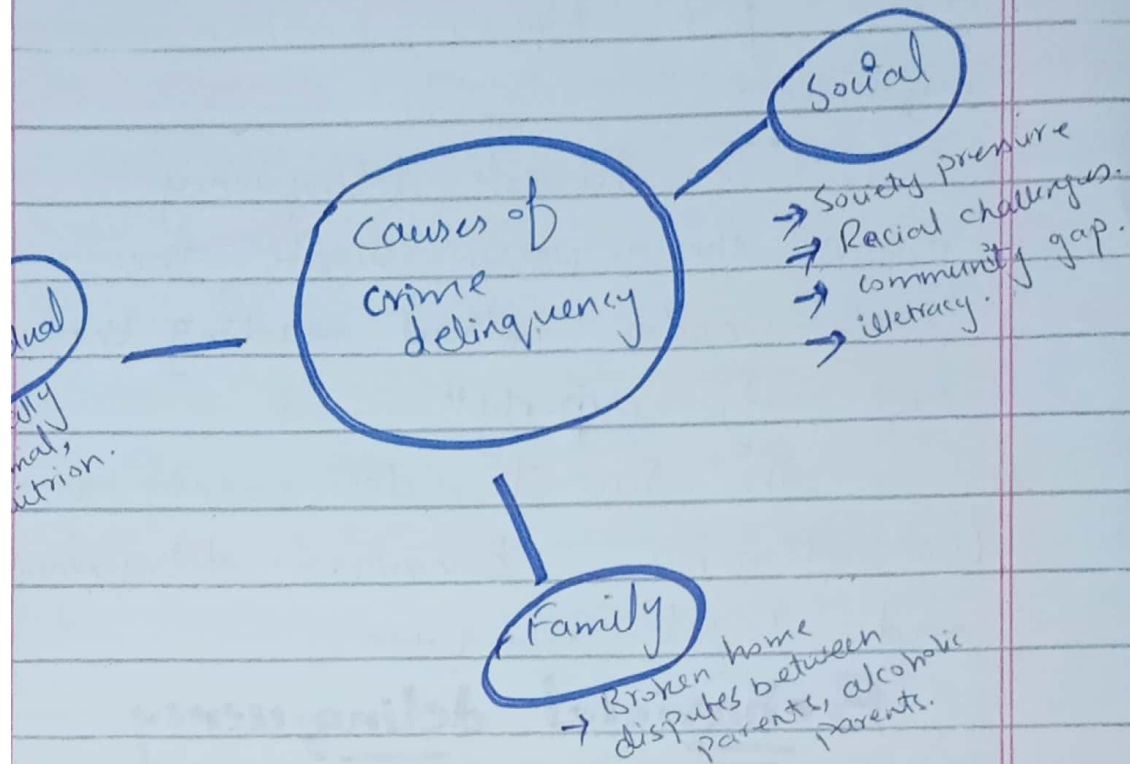 Social
→ Society pressure
→ Racial challenges.
→ community gap.
→ illetracy.
causes of
crime
delinquency
Family
→ Broken home
disputes between
parents, alcoholic
parents.